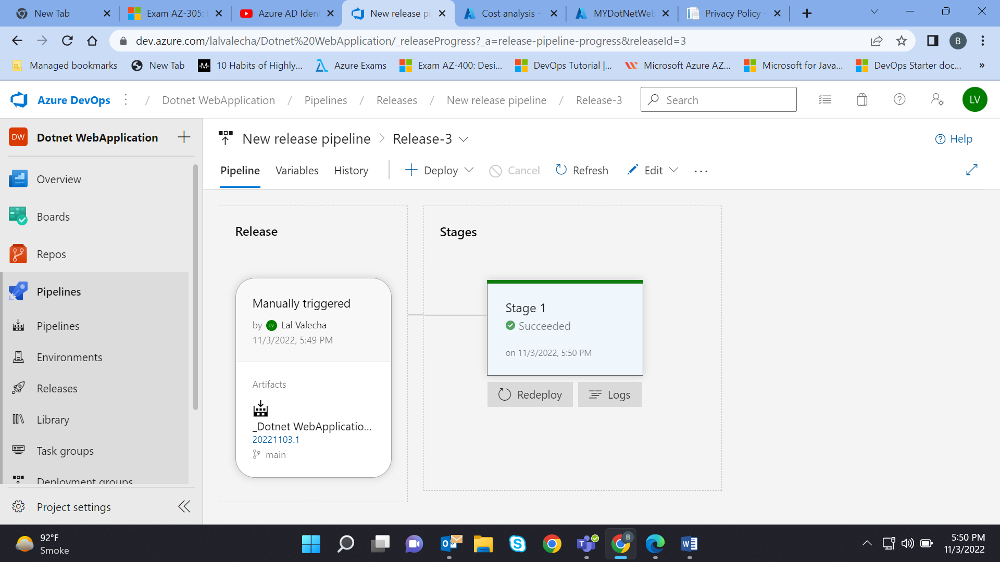 New Tab
Exam AZ-305:
Azure AD Iden
New release pi
Cost analysis -
MYDotNetWeb
Privacy Policy -
dev.azure.com/lalvalecha/Dotnet%20WebApplication/_releaseProgress?_a=release-pipeline-progress&releaseId=3
B
Managed bookmarks
New Tab
10 Habits of Highly...
Azure Exams
Exam AZ-400: Desi...
DevOps Tutorial |...
Microsoft Azure AZ...
Microsoft for Java...
DevOps Starter doc...
»
Azure DevOps
/ Dotnet WebApplication / Pipelines / Releases / New release pipeline / Release-3
Search
LV
DW Dotnet WebApplication
New release pipeline > Release-3
Help
Pipeline Variables History
Deploy Cancel Refresh Edit ...
Overview
Boards
Repos
Pipelines
Pipelines
Environments
Releases
Library
Task groups
Deployment groups
Project settings
Release
Manually triggered
by LV Lal Valecha
11/3/2022, 5:49 PM
Artifacts
_Dotnet WebApplicatio...
20221103.1
main
Stages
Stage 1
Succeeded
on 11/3/2022, 5:50 PM
Redeploy
Logs
92°F
Smoke
B
5:50 PM
11/3/2022